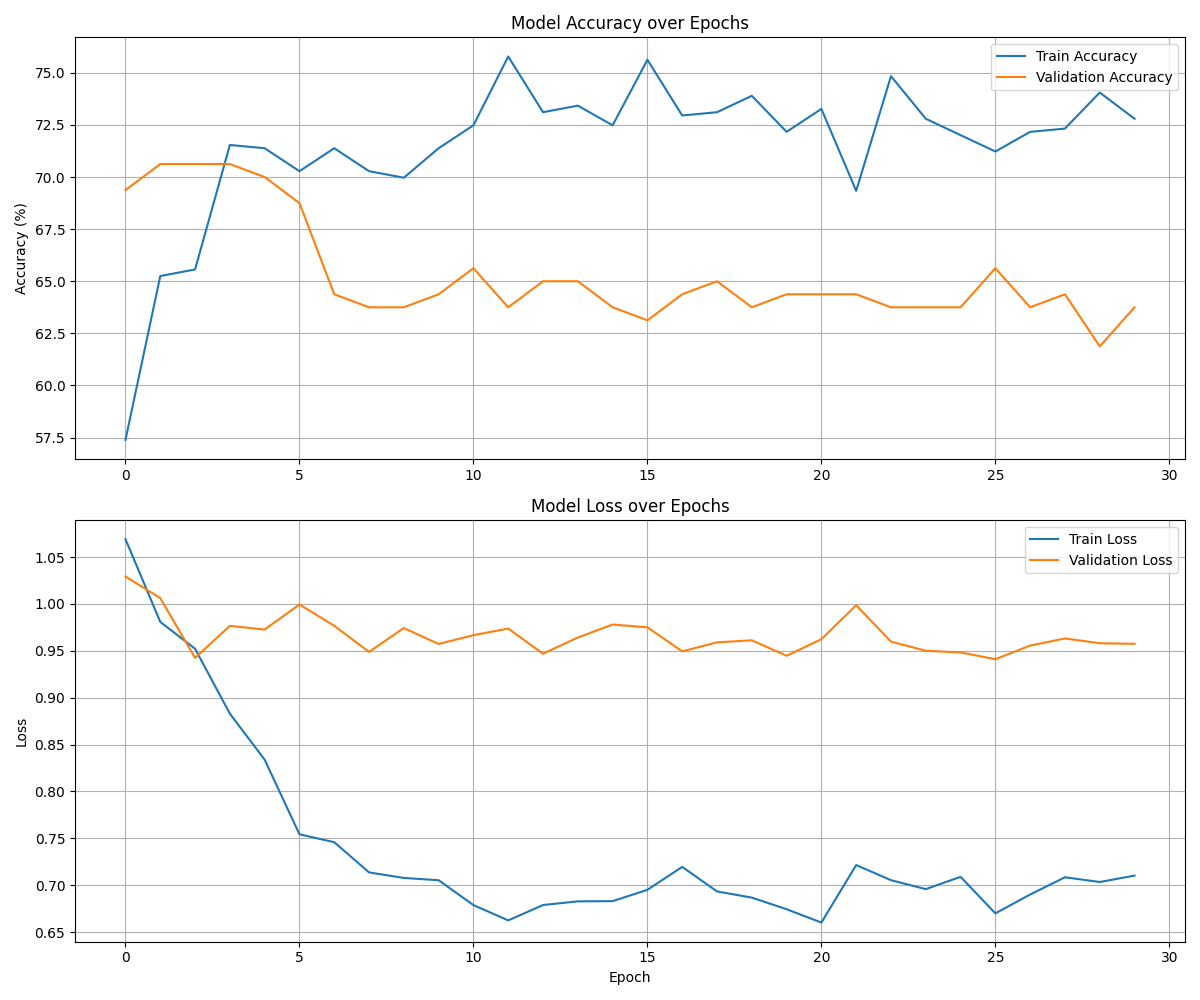 Model Accuracy over Epochs
Train Accuracy
Validation Accuracy
Accuracy (%)
75.0
72.5
70.0
67.5
65.0
62.5
60.0
57.5
0 5 10 15 20 25 30
Model Loss over Epochs
Train Loss
Validation Loss
Loss
1.05
1.00
0.95
0.90
0.85
0.80
0.75
0.70
0.65
0 5 10 15 20 25 30
Epoch